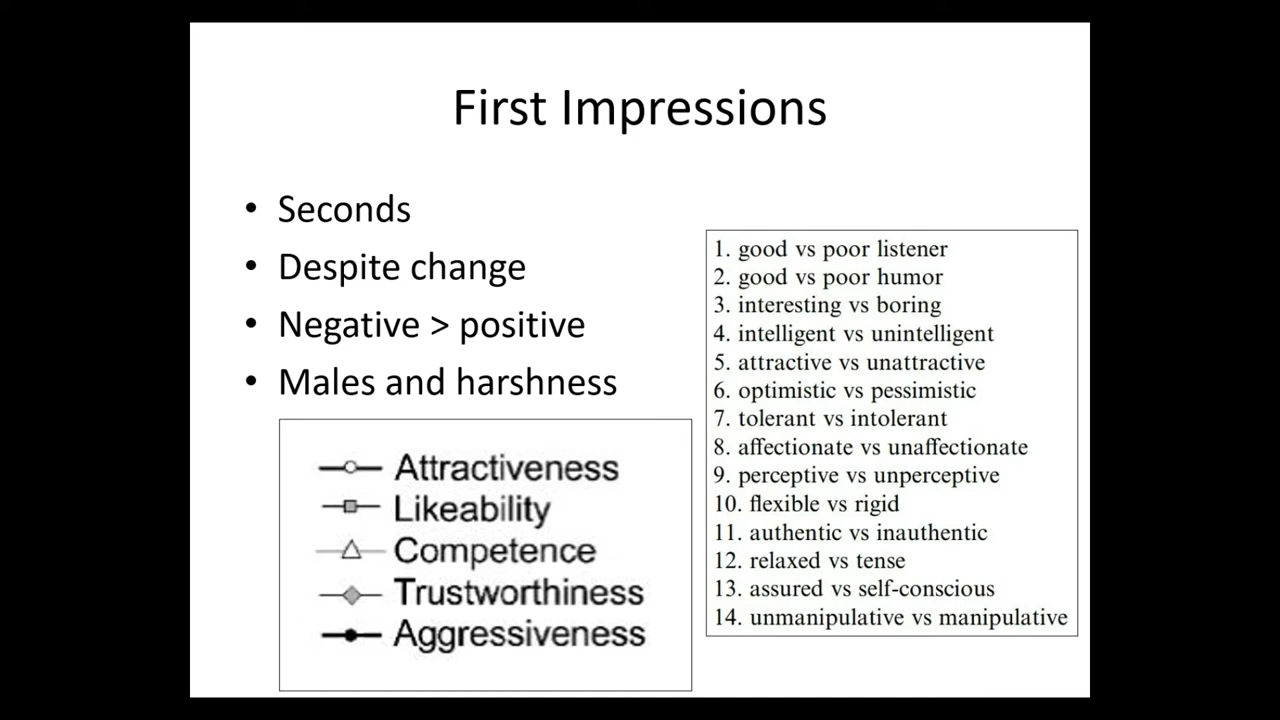 First Impressions
• Seconds
• Despite change
• Negative > positive
• Males and harshness
Attractiveness
Likeability
Competence
Trustworthiness
Aggressiveness
1. good vs poor listener
2. good vs poor humor
3. interesting vs boring
4. intelligent vs unintelligent
5. attractive vs unattractive
6. optimistic vs pessimistic
7. tolerant vs intolerant
8. affectionate vs unaffectionate
9. perceptive vs unperceptive
10. flexible vs rigid
11. authentic vs inauthentic
12. relaxed vs tense
13. assured vs self-conscious
14. unmanipulative vs manipulative